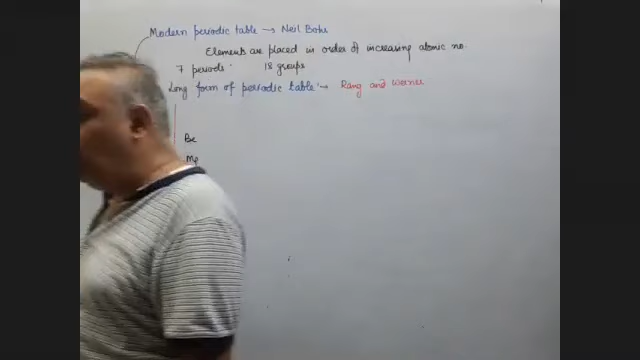 Modern periodic table → Neil Bohr
Elements are placed in order of increasing atomic no.
7 periods. 18 groups
Long form of periodic table:→ Rang and Werner
Be
Mg